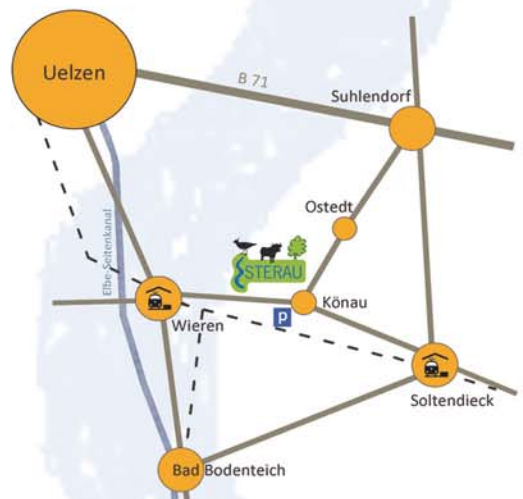 Uelzen
B 71
Suhlendorf
Ostedt
Elbe-Seitenkanal
STERAU
Könau
P
Wieren
Soltendieck
Bad Bodenteich